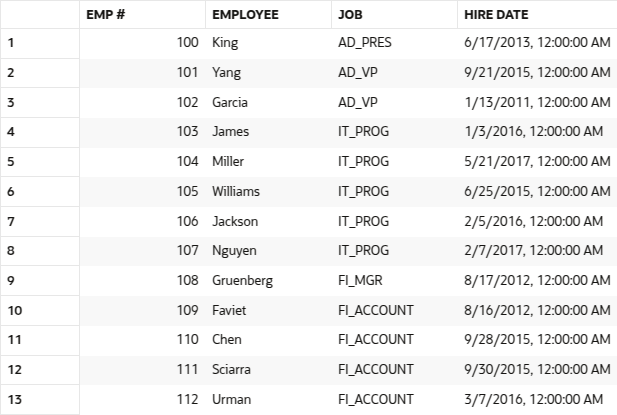 EMP # EMPLOYEE JOB HIRE DATE
1 100 King AD_PRES 6/17/2013, 12:00:00 AM
2 101 Yang AD_VP 9/21/2015, 12:00:00 AM
3 102 Garcia AD_VP 1/13/2011, 12:00:00 AM
4 103 James IT_PROG 1/3/2016, 12:00:00 AM
5 104 Miller IT_PROG 5/21/2017, 12:00:00 AM
6 105 Williams IT_PROG 6/25/2015, 12:00:00 AM
7 106 Jackson IT_PROG 2/5/2016, 12:00:00 AM
8 107 Nguyen IT_PROG 2/7/2017, 12:00:00 AM
9 108 Gruenberg FI_MGR 8/17/2012, 12:00:00 AM
10 109 Faviet FI_ACCOUNT 8/16/2012, 12:00:00 AM
11 110 Chen FI_ACCOUNT 9/28/2015, 12:00:00 AM
12 111 Sciarra FI_ACCOUNT 9/30/2015, 12:00:00 AM
13 112 Urman FI_ACCOUNT 3/7/2016, 12:00:00 AM